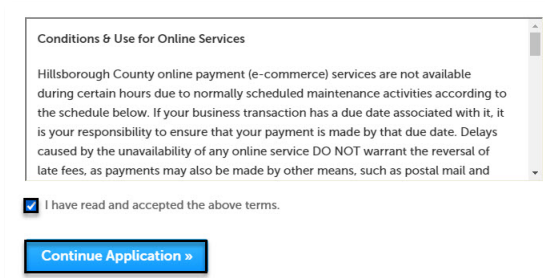 Conditions & Use for Online Services
Hillsborough County online payment (e-commerce) services are not available
during certain hours due to normally scheduled maintenance activities according to
the schedule below. If your business transaction has a due date associated with it, it
is your responsibility to ensure that your payment is made by that due date. Delays
caused by the unavailability of any online service DO NOT warrant the reversal of
late fees, as payments may also be made by other means, such as postal mail and
I have read and accepted the above terms.
Continue Application »